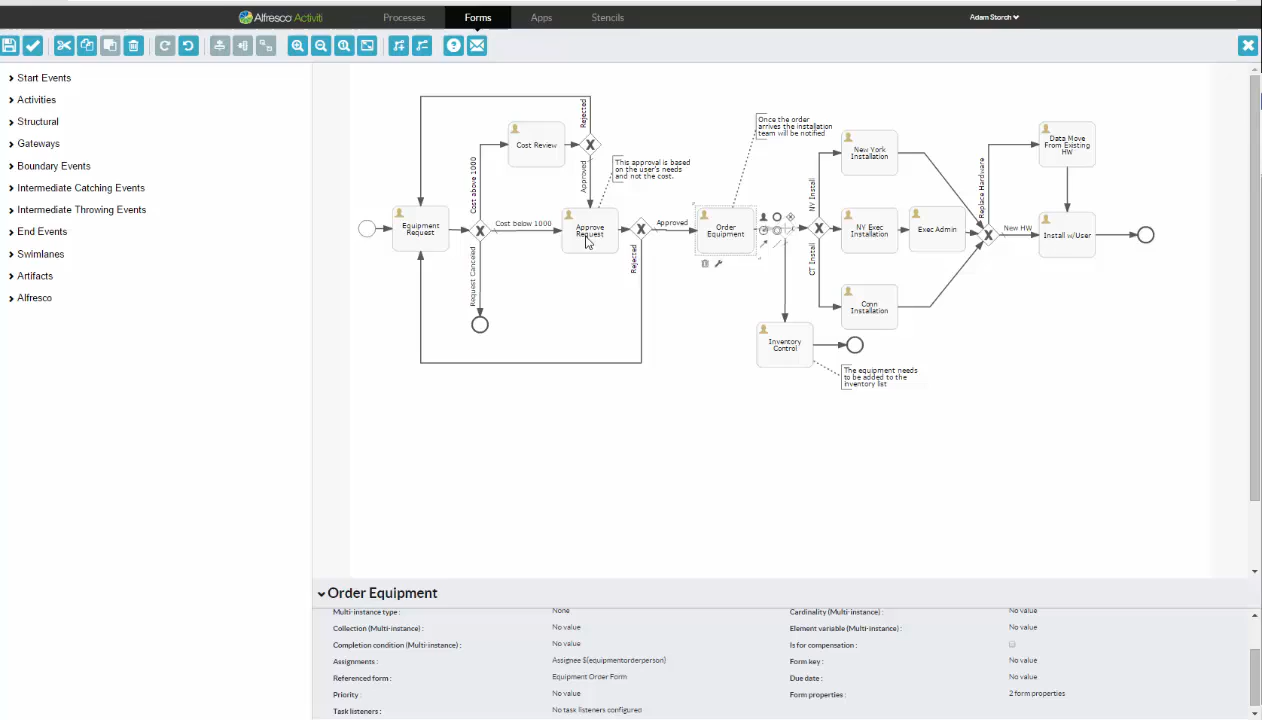 Alfresco Activiti
Processes
Forms
Apps
Stencils
Adam Storch
Start Events
Activities
Structural
Gateways
Boundary Events
Intermediate Catching Events
Intermediate Throwing Events
End Events
Swimlanes
Artifacts
Alfresco
Rejected
Cost Review
Cost above 1000
Approved
This approval is based
on the user's needs
and not the cost.
Once the order
arrives the installation
team will be notified
Equipment
Request
Cost below 1000
Approve
Request
Approved
Rejected
Request Canceled
Order
Equipment
NY Install
CT Install
New York
Installation
NY Exec
Installation
Exec Admin
Conn
Installation
Replace Hardware
New HW
Data Move
From Existing
HW
Install w/User
Inventory
Control
The equipment needs
to be added to the
inventory list
Order Equipment
Multi-instance type : None
Cardinality (Multi-instance) : No value
Collection (Multi-instance) : No value
Element variable (Multi-instance) : No value
Completion condition (Multi-instance) : No value
Is for compensation :
Assignments : Assignee ${equipmentorderperson}
Form key : No value
Referenced form : Equipment Order Form
Due date : No value
Priority : No value
Form properties : 2 form properties
Task listeners : No task listeners configured